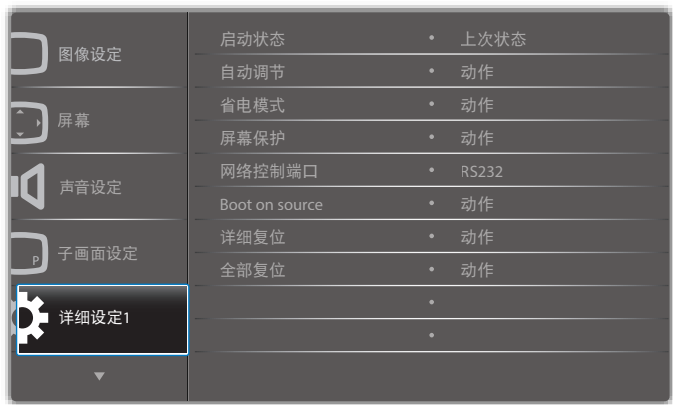 图像设定
屏幕
声音设定
P
子画面设定
详细设定1
启动状态 • 上次状态
自动调节 • 动作
省电模式 • 动作
屏幕保护 • 动作
网络控制端口 • RS232
Boot on source • 动作
详细复位 • 动作
全部复位 • 动作
•
•